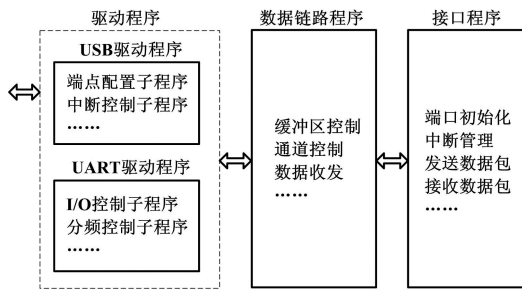 驱动程序
USB驱动程序
端点配置子程序
中断控制子程序
……
UART驱动程序
I/O控制子程序
分频控制子程序
……
数据链路程序
缓冲区控制
通道控制
数据收发
……
接口程序
端口初始化
中断管理
发送数据包
接收数据包
……